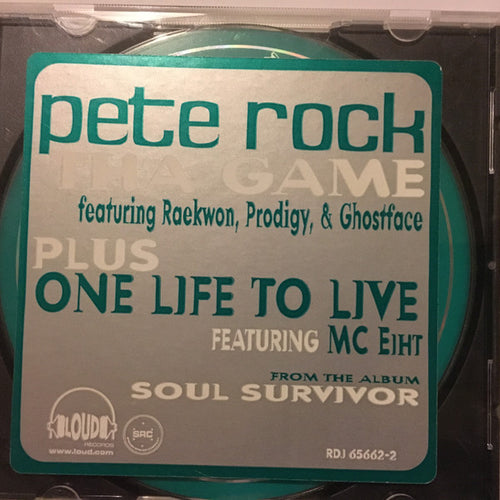 pete rock
THA GAME
featuring Raekwon, Prodigy, & Ghostface
PLUS
ONE LIFE TO LIVE
FEATURING MC EIHT
FROM THE ALBUM
SOUL SURVIVOR
LOUD
RECORDS
www.loud.com
SRC
RDJ 65662-2